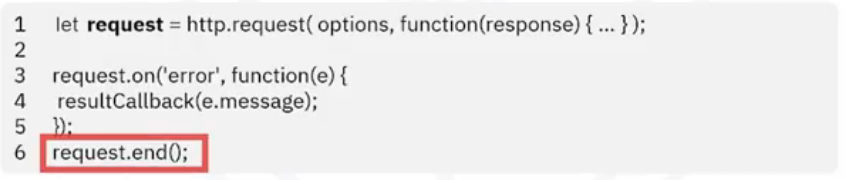 1 let request = http.request( options, function(response) { ... } );
2
3 request.on('error', function(e) {
4 resultCallback(e.message);
5 });
6 request.end();